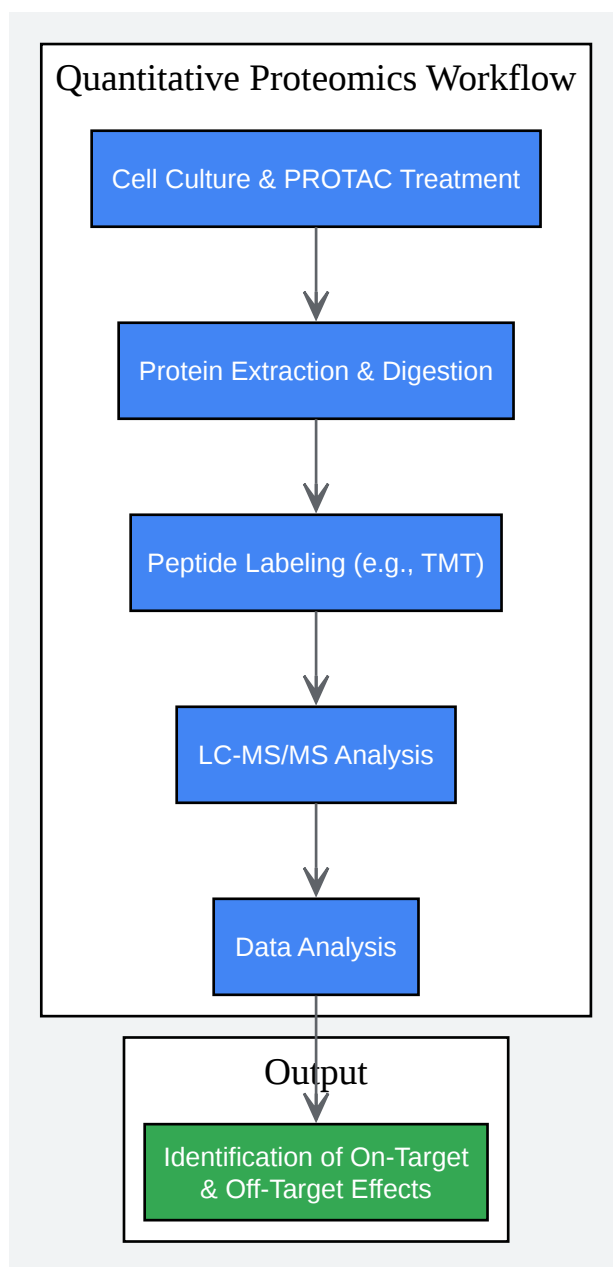 Quantitative Proteomics Workflow
Cell Culture & PROTAC Treatment
Protein Extraction & Digestion
Peptide Labeling (e.g., TMT)
LC-MS/MS Analysis
Data Analysis
Output
Identification of On-Target
& Off-Target Effects